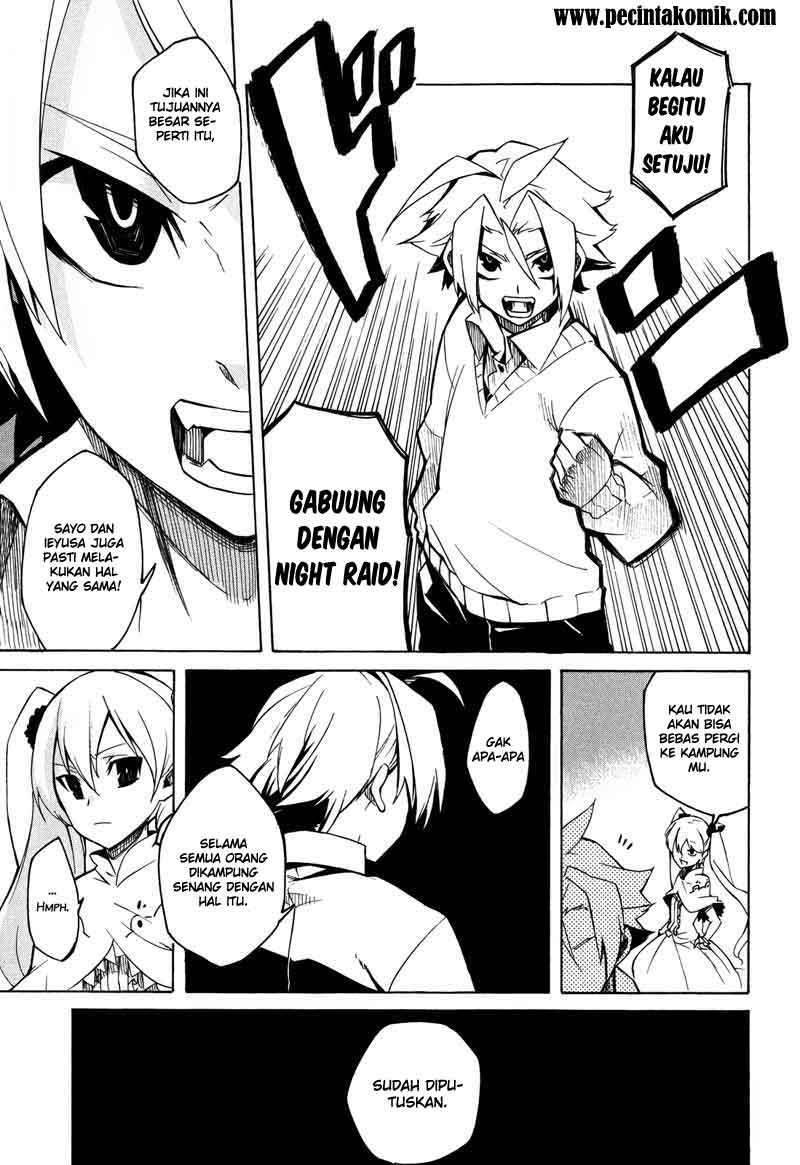 www.pecintakomik.com
KALAU
BEGITU
AKU
SETUJU!
ドン
GABUUNG
DENGAN
NIGHT RAID!
JIKA INI
TUJUANNYA
BESAR SE-
PERTI ITU,
SAYO DAN
IEYUSA JUGA
PASTI MELA-
KUKAN HAL
YANG SAMA!
KAU TIDAK
AKAN BISA
BEBAS PERGI
KE KAMPUNG
MU.
GAK
APA-APA
SELAMA
SEMUA ORANG
DIKAMPUNG
SENANG DENGAN
HAL ITU.
...
HMPH.
SUDAH DIPU-
TUSKAN.